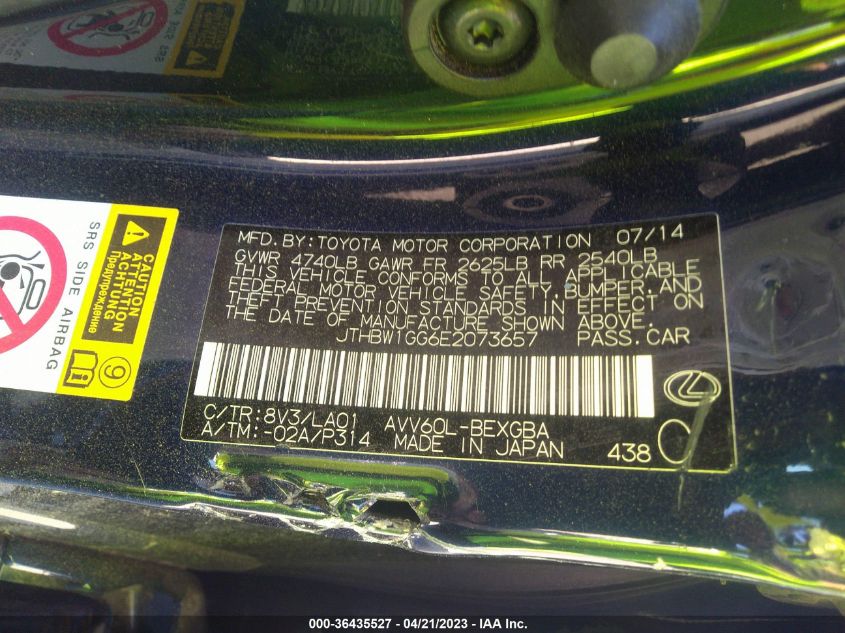 CAUTION
ATTENTION
ACHTUNG
Предупреждение
SRS SIDE AIRBAG
9
MFD. BY: TOYOTA MOTOR CORPORATION 07/14
GVWR 4740LB GAWR FR 2625LB RR 2540LB
THIS VEHICLE CONFORMS TO ALL APPLICABLE
FEDERAL MOTOR VEHICLE SAFETY, BUMPER, AND
THEFT PREVENTION STANDARDS IN EFFECT ON
THE DATE OF MANUFACTURE SHOWN ABOVE.
JTHBW1GG6E2073657 PASS. CAR
C/TR: 8V3/LA01 AVV60L-BEXGBA
A/TM: -02A/P314 MADE IN JAPAN 438
000-36435527 - 04/21/2023 - IAA Inc.